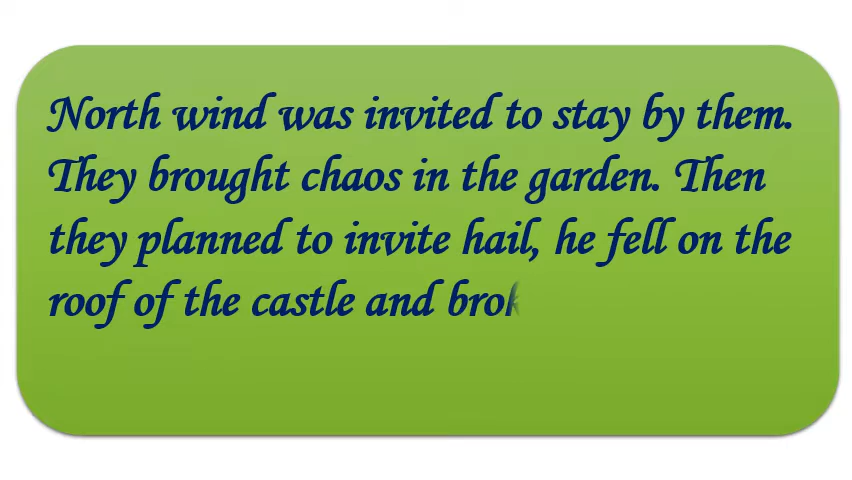 North wind was invited to stay by them.
They brought chaos in the garden. Then
they planned to invite hail, he fell on the
roof of the castle and